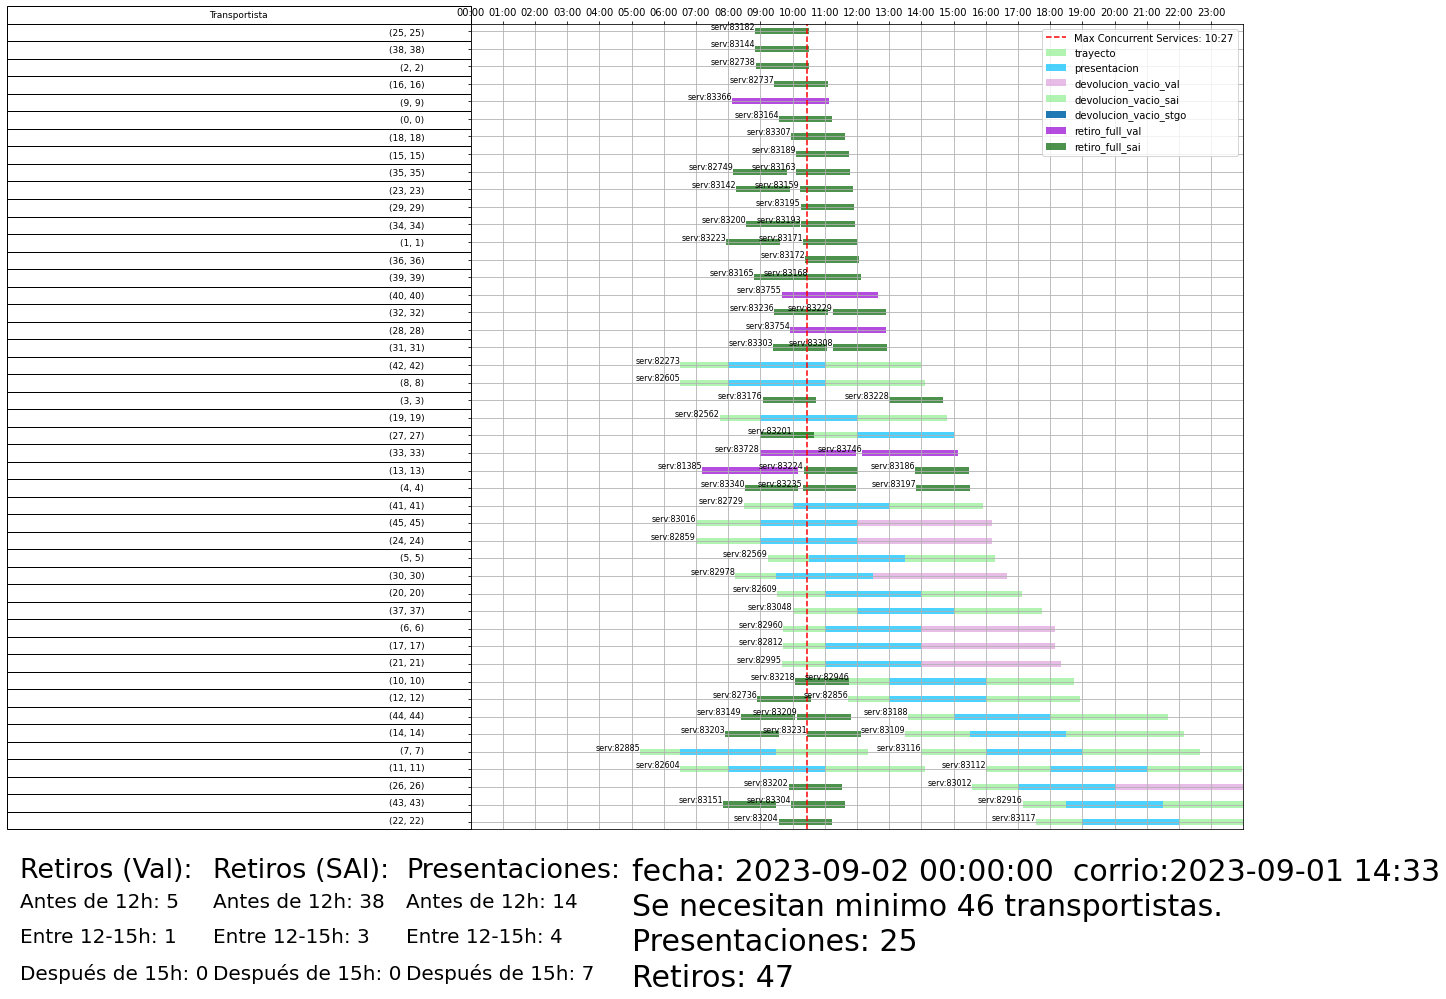 Transportista 00:00 01:00 02:00 03:00 04:00 05:00 06:00 07:00 08:00 09:00 10:00 11:00 12:00 13:00 14:00 15:00 16:00 17:00 18:00 19:00 20:00 21:00 22:00 23:00
(25, 25) serv:83182
(38, 38) serv:83144
(2, 2) serv:82738
(16, 16) serv:82737
(9, 9) serv:83366
(0, 0) serv:83164
(18, 18) serv:83307
(15, 15) serv:83189
(35, 35) serv:82749 serv:83163
(23, 23) serv:83142 serv:83159
(29, 29) serv:83195
(34, 34) serv:83200 serv:83193
(1, 1) serv:83223 serv:83171
(36, 36) serv:83172
(39, 39) serv:83165 serv:83168
(40, 40) serv:83755
(32, 32) serv:83236 serv:83229
(28, 28) serv:83754
(31, 31) serv:83303 serv:83308
(42, 42) serv:82273
(8, 8) serv:82605
(3, 3) serv:83176 serv:83228
(19, 19) serv:82562
(27, 27) serv:83201
(33, 33) serv:83728 serv:83746
(13, 13) serv:81385 serv:83224 serv:83186
(4, 4) serv:83340 serv:83235 serv:83197
(41, 41) serv:82729
(45, 45) serv:83016
(24, 24) serv:82859
(5, 5) serv:82569
(30, 30) serv:82978
(20, 20) serv:82609
(37, 37) serv:83048
(6, 6) serv:82960
(17, 17) serv:82812
(21, 21) serv:82995
(10, 10) serv:83218 serv:82946
(12, 12) serv:82736 serv:82856
(44, 44) serv:83149 serv:83209 serv:83188
(14, 14) serv:83203 serv:83231 serv:83109
(7, 7) serv:82885 serv:83116
(11, 11) serv:82604 serv:83112
(26, 26) serv:83202 serv:83012
(43, 43) serv:83151 serv:83304 serv:82916
(22, 22) serv:83204 serv:83117
Max Concurrent Services: 10:27
trayecto
presentacion
devolucion_vacio_val
devolucion_vacio_sai
devolucion_vacio_stgo
retiro_full_val
retiro_full_sai
Retiros (Val):
Antes de 12h: 5
Entre 12-15h: 1
Después de 15h: 0
Retiros (SAI):
Antes de 12h: 38
Entre 12-15h: 3
Después de 15h: 0
Presentaciones:
Antes de 12h: 14
Entre 12-15h: 4
Después de 15h: 7
fecha: 2023-09-02 00:00:00 corrio:2023-09-01 14:33
Se necesitan minimo 46 transportistas.
Presentaciones: 25
Retiros: 47